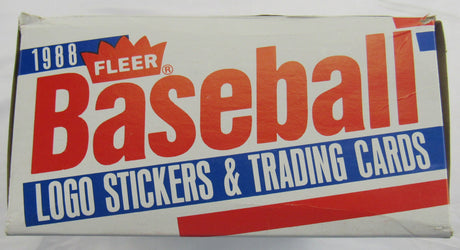 1988
FLEER®
Baseball
LOGO STICKERS & TRADING CARDS